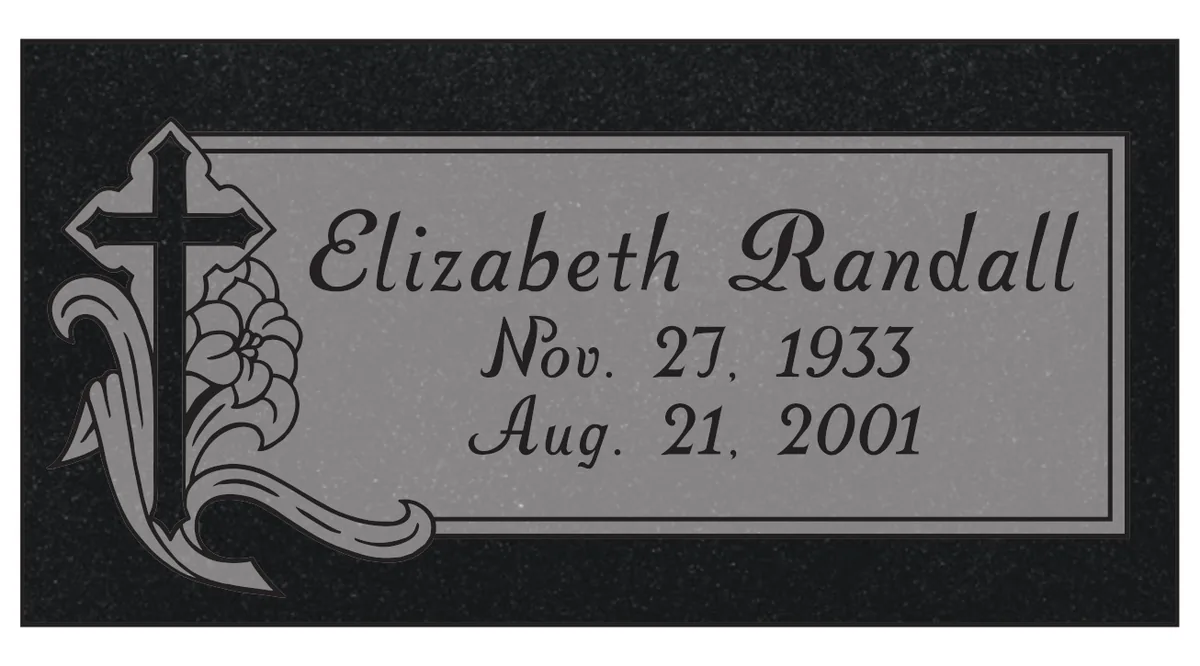 Elizabeth Randall
Nov. 27, 1933
Aug. 21, 2001